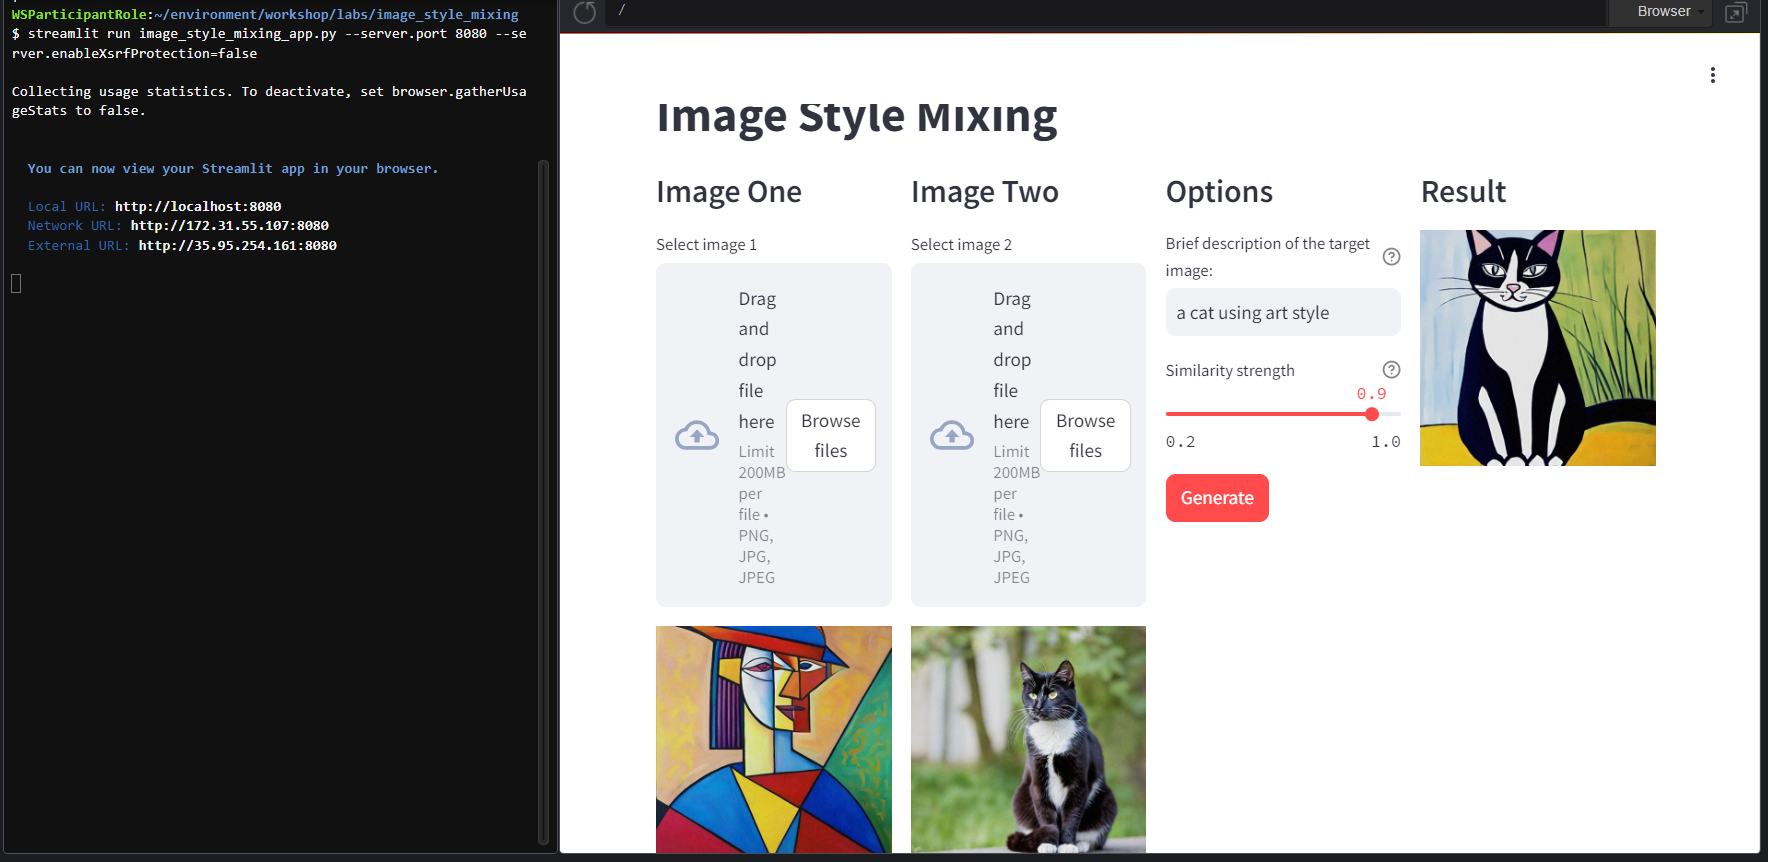 WSParticipantRole:~/environment/workshop/labs/image_style_mixing
$ streamlit run image_style_mixing_app.py --server.port 8080 --se
rver.enableXsrfProtection=false
Collecting usage statistics. To deactivate, set browser.gatherUsa
geStats to false.
You can now view your Streamlit app in your browser.
Local URL: http://localhost:8080
Network URL: http://172.31.55.107:8080
External URL: http://35.95.254.161:8080
/
Browser
Image Style Mixing
Image One
Select image 1
Drag
and
drop
file
here
Limit
200MB
per
file •
PNG,
JPG,
JPEG
Browse
files
Image Two
Select image 2
Drag
and
drop
file
here
Limit
200MB
per
file •
PNG,
JPG,
JPEG
Browse
files
Options
Brief description of the target
image:
a cat using art style
Similarity strength
0.9
0.2 1.0
Generate
Result